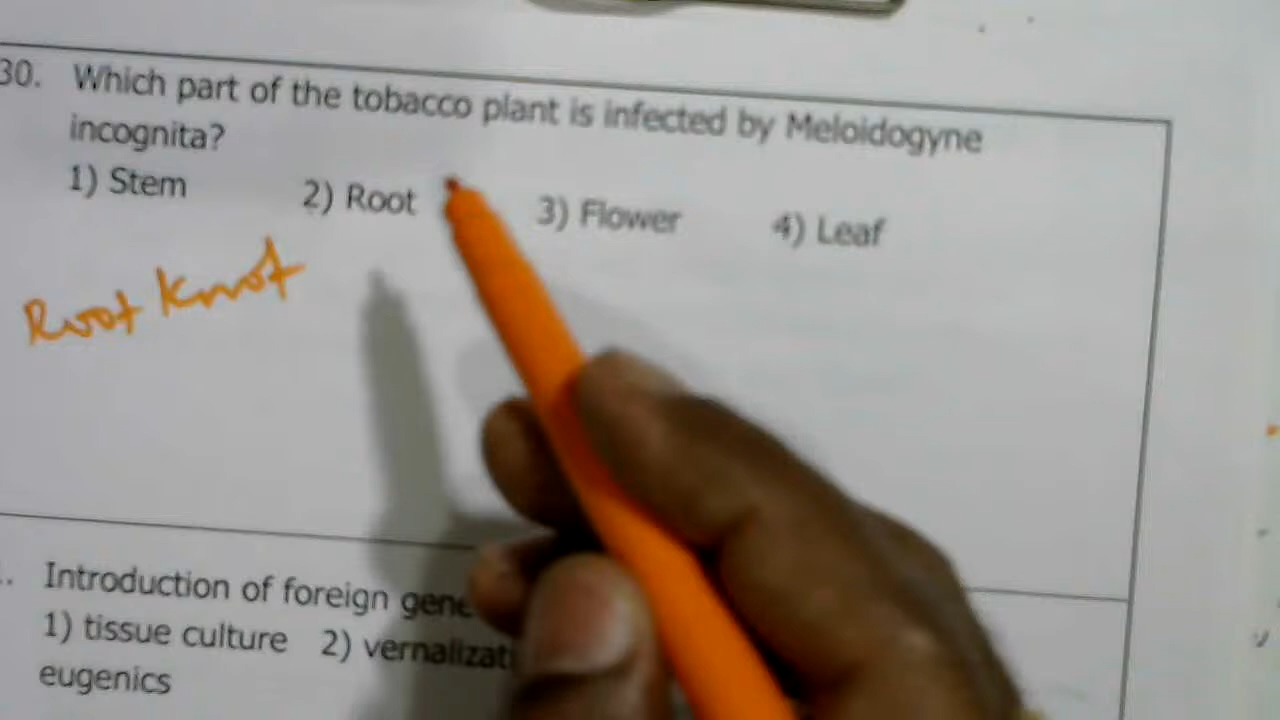 30. Which part of the tobacco plant is infected by Meloidogyne
incognita?
1) Stem 2) Root 3) Flower 4) Leaf
Root Knot
. Introduction of foreign gene
1) tissue culture 2)
eugenics